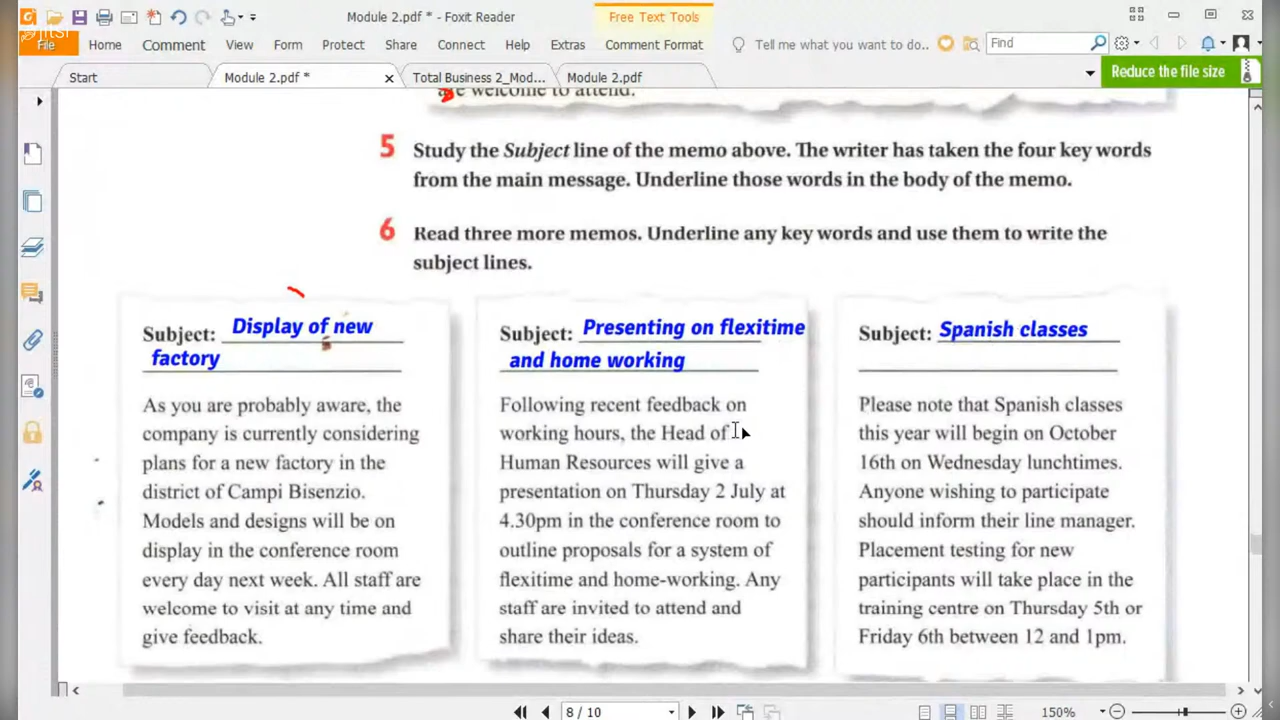 Module 2.pdf * - Foxit Reader
Free Text Tools
Jitsi
File Home Comment View Form Protect Share Connect Help Extras Comment Format Tell me what you want to do.. Find
Start Module 2.pdf * Total Business 2_Mod... Module 2.pdf Reduce the file size
are welcome to attend.
5 Study the Subject line of the memo above. The writer has taken the four key words
from the main message. Underline those words in the body of the memo.
6 Read three more memos. Underline any key words and use them to write the
subject lines.
Subject: Display of new
factory
As you are probably aware, the
company is currently considering
plans for a new factory in the
district of Campi Bisenzio.
Models and designs will be on
display in the conference room
every day next week. All staff are
welcome to visit at any time and
give feedback.
Subject: Presenting on flexitime
and home working
Following recent feedback on
working hours, the Head of
Human Resources will give a
presentation on Thursday 2 July at
4.30pm in the conference room to
outline proposals for a system of
flexitime and home-working. Any
staff are invited to attend and
share their ideas.
Subject: Spanish classes
Please note that Spanish classes
this year will begin on October
16th on Wednesday lunchtimes.
Anyone wishing to participate
should inform their line manager.
Placement testing for new
participants will take place in the
training centre on Thursday 5th or
Friday 6th between 12 and 1pm.
8 / 10 150%